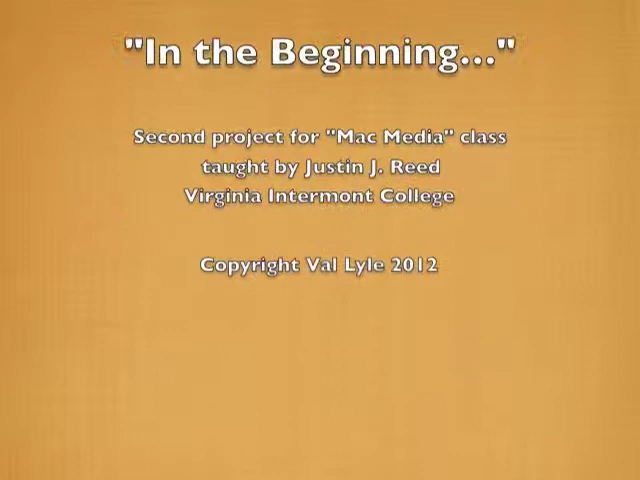 "In the Beginning..."
Second project for "Mac Media" class
taught by Justin J. Reed
Virginia Intermont College
Copyright Val Lyle 2012